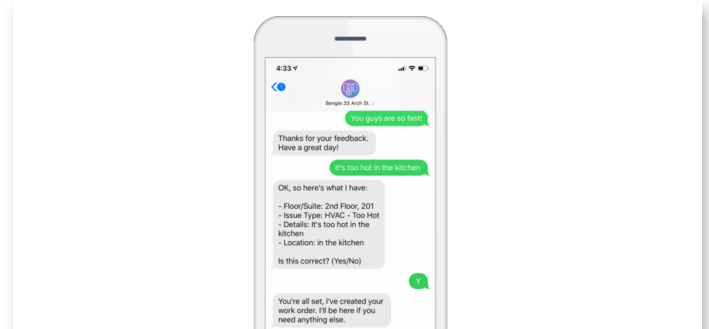 4:33
1
Bengie 33 Arch St. >
You guys are so fast!
Thanks for your feedback.
Have a great day!
It's too hot in the kitchen
OK, so here's what I have:
- Floor/Suite: 2nd Floor, 201
- Issue Type: HVAC - Too Hot
- Details: It's too hot in the
kitchen
- Location: in the kitchen
Is this correct? (Yes/No)
Y
You're all set, I've created your
work order. I'll be here if you
need anything else.